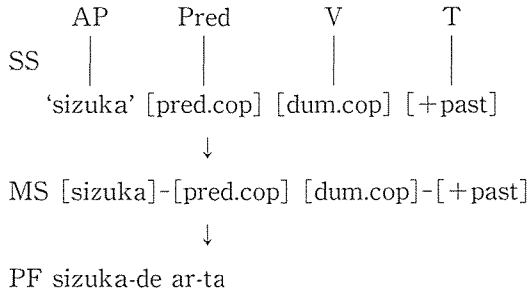 AP Pred V T
SS
'sizuka' [pred.cop] [dum.cop] [+past]
↓
MS [sizuka]-[pred.cop] [dum.cop]-[+past]
↓
PF sizuka-de ar-ta